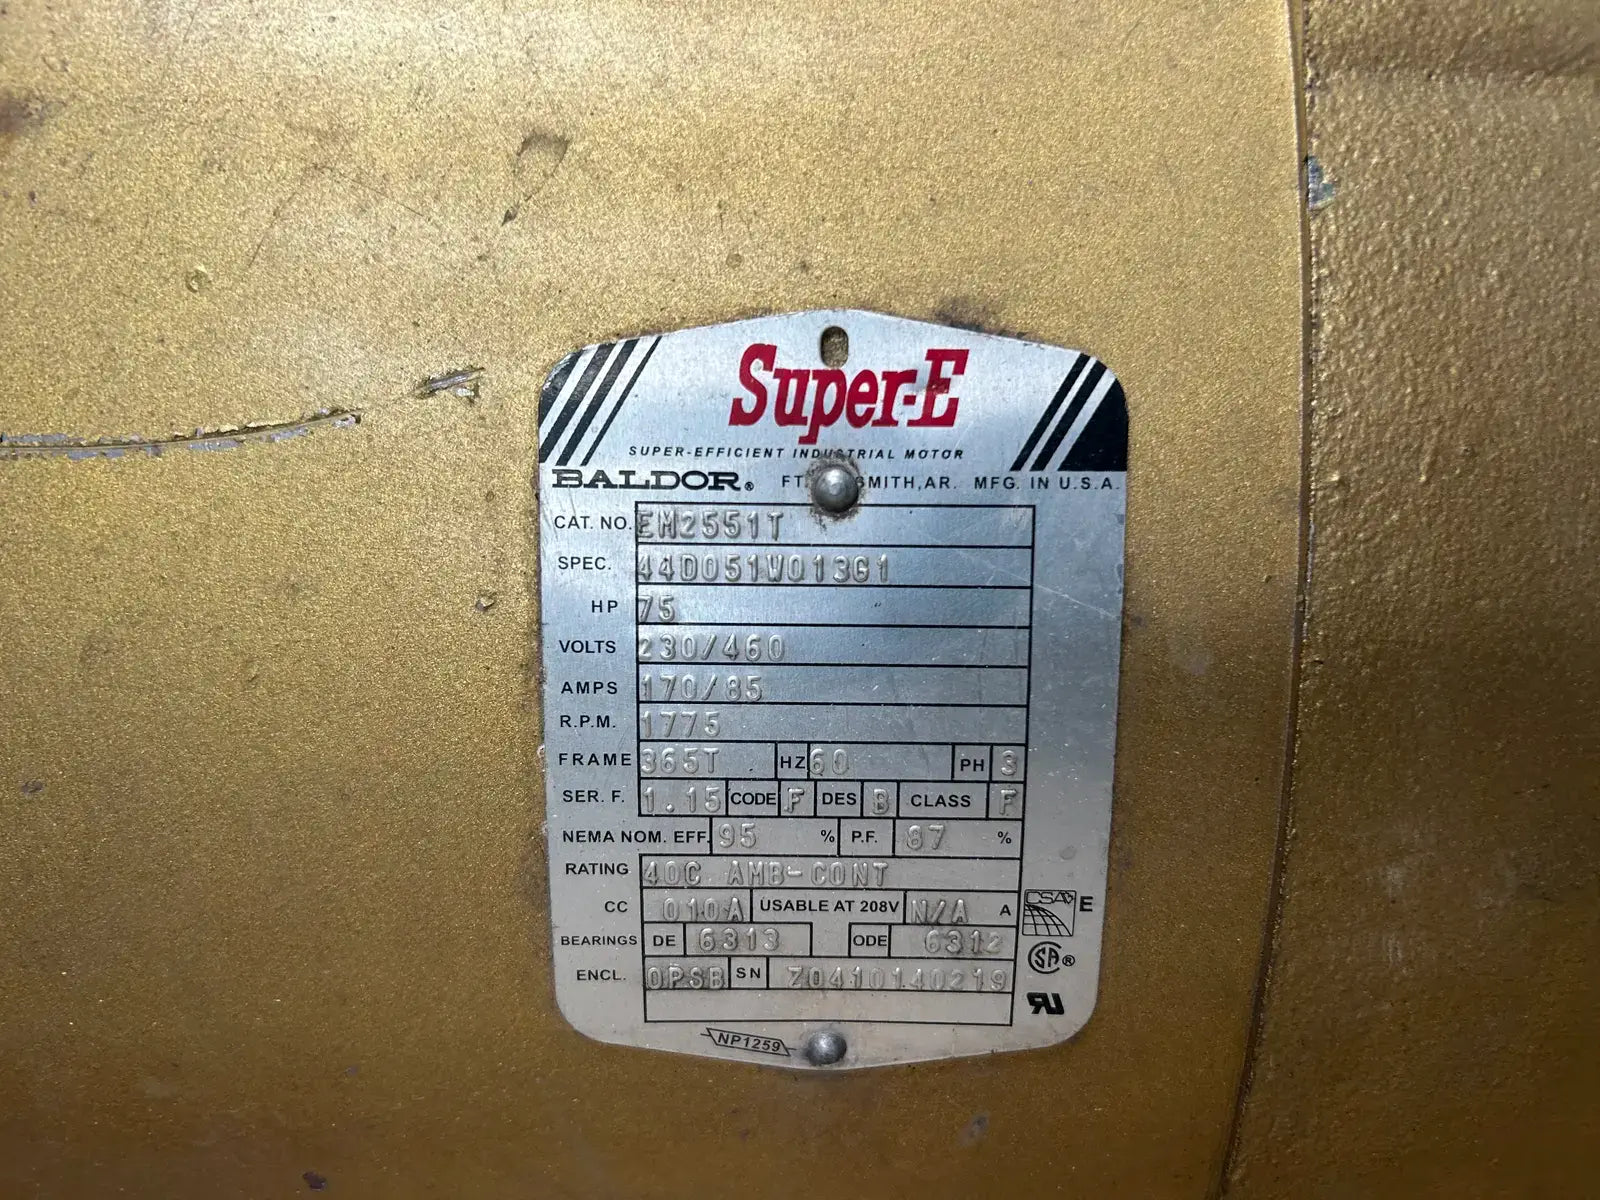 Super-E
SUPER-EFFICIENT INDUSTRIAL MOTOR
BALDOR® FT. SMITH, AR. MFG. IN U.S.A.
CAT. NO. EM2551T
SPEC. 44D051W013G1
HP 75
VOLTS 230/460
AMPS 170/85
R.P.M. 1775
FRAME 365T HZ 60 PH 3
SER. F. 1.15 CODE F DES B CLASS F
NEMA NOM. EFF. 95 % P.F. 87 %
RATING 40C AMB-CONT
CC 010A USABLE AT 208V N/A A
CSA E
BEARINGS DE 6313 ODE 6312
SA®
ENCL. OPSB SN Z0410140219
RU
NP1259